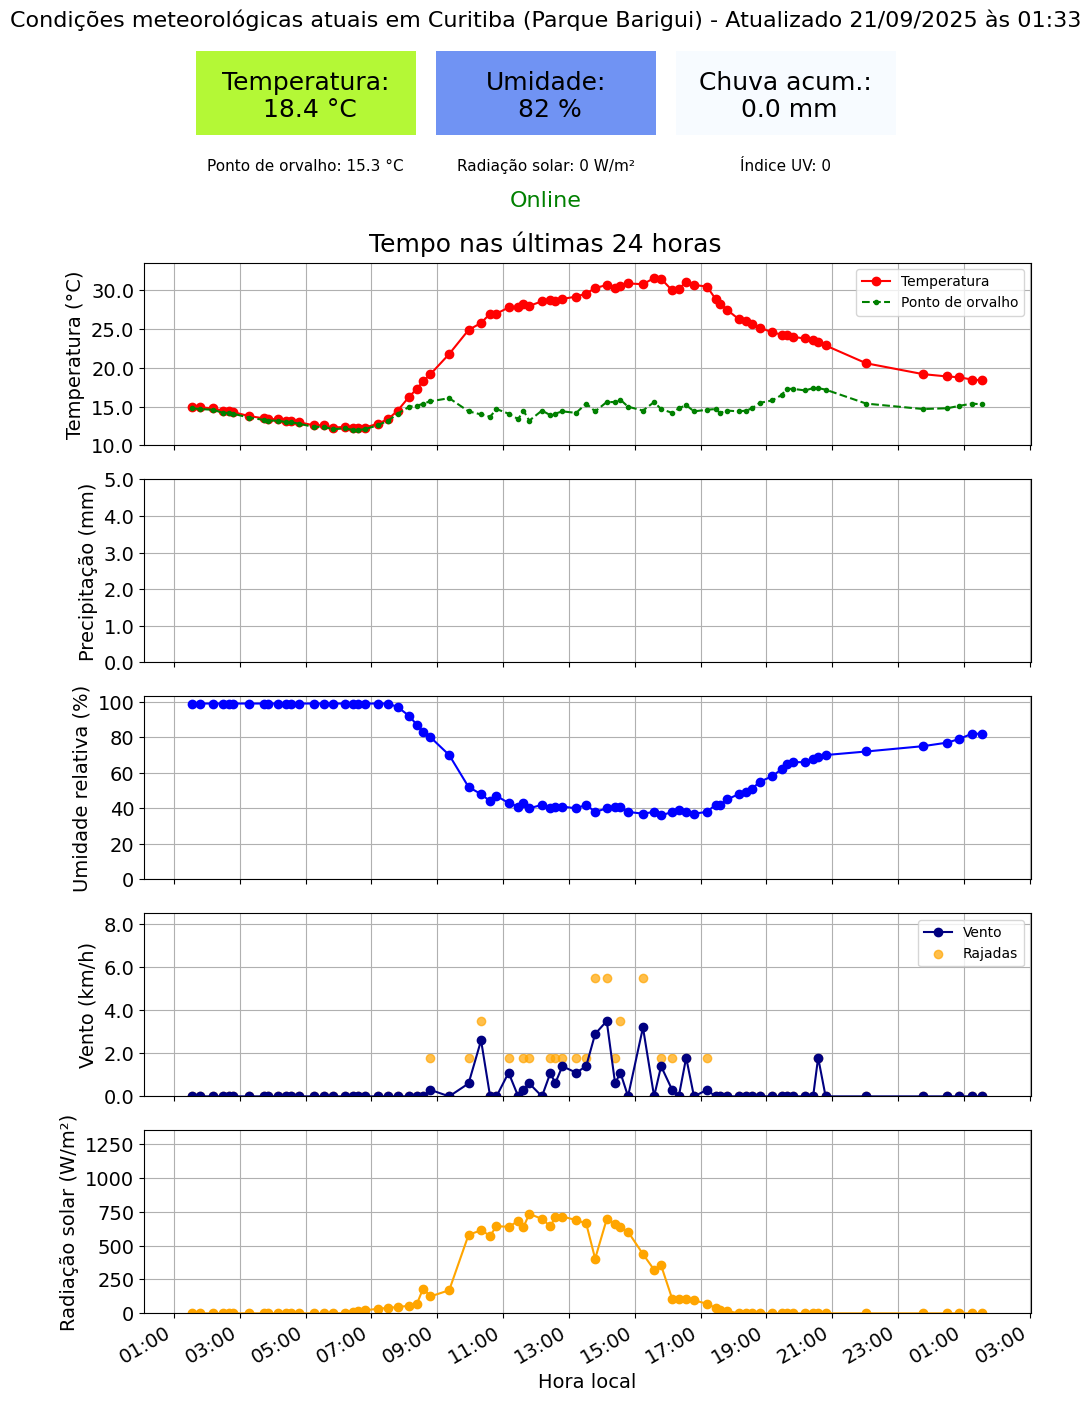 Condições meteorológicas atuais em Curitiba (Parque Barigui) - Atualizado 21/09/2025 às 01:33
Temperatura:
18.4 °C
Umidade:
82 %
Chuva acum.:
0.0 mm
Ponto de orvalho: 15.3 °C
Radiação solar: 0 W/m²
Índice UV: 0
Online
Tempo nas últimas 24 horas
Temperatura (°C)
30.0
25.0
20.0
15.0
10.0
Temperatura
Ponto de orvalho
Precipitação (mm)
5.0
4.0
3.0
2.0
1.0
0.0
Umidade relativa (%)
100
80
60
40
20
0
Vento (km/h)
8.0
6.0
4.0
2.0
0.0
Vento
Rajadas
Radiação solar (W/m²)
1250
1000
750
500
250
0
01:00 03:00 05:00 07:00 09:00 11:00 13:00 15:00 17:00 19:00 21:00 23:00 01:00 03:00
Hora local